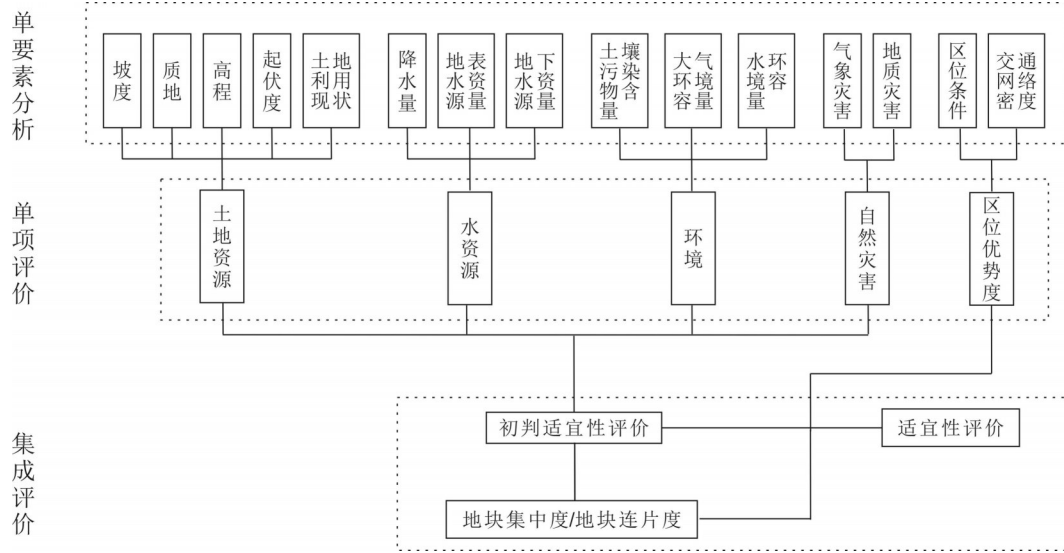 单要素分析
坡度
质地
高程
起伏度
土地利用现状
降水量
地表水资源量
地下水资源量
土壤污染物含量
大气环境容量
水环境容量
气象灾害
地质灾害
区位条件
交通网络密度
单项评价
土地资源
水资源
环境
自然灾害
区位优势度
集成评价
初判适宜性评价
适宜性评价
地块集中度/地块连片度